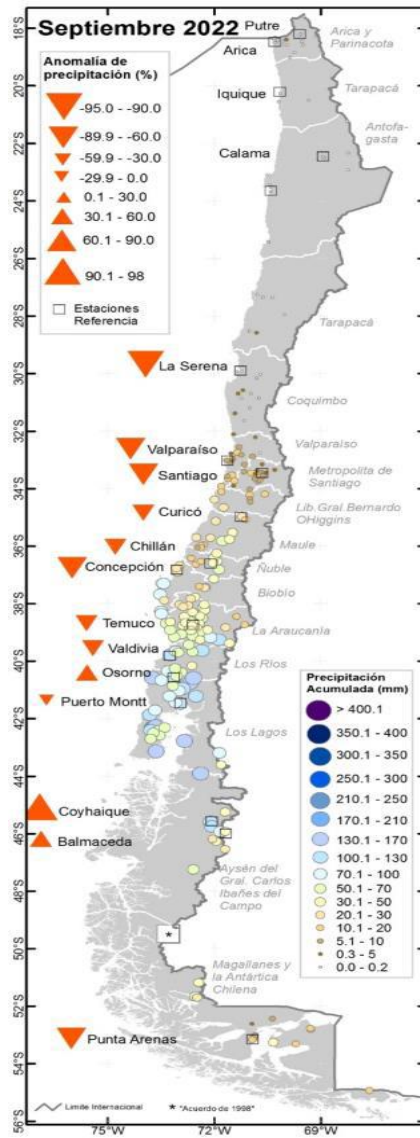 Septiembre 2022
Putre
Arica
Arica y
Parinacota
Iquique
Tarapacá
Calama
Antofa-
gasta
Anomalía de
precipitación (%)
-95.0 - -90.0
-89.9 - -60.0
-59.9 - -30.0
-29.9 - 0.0
0.1 - 30.0
30.1 - 60.0
60.1 - 90.0
90.1 - 98
Estaciones
Referencia
Tarapacá
La Serena
Coquimbo
Valparaíso
Valparaíso
Santiago
Metropolita de
Santiago
Curicó
Lib.Gral.Bernardo
OHiggins
Maule
Chillán
Ñuble
Concepción
Biobío
Temuco
La Araucanía
Valdivia
Los Ríos
Osorno
Puerto Montt
Los Lagos
Coyhaique
Balmaceda
Aysén del
Gral. Carlos
Ibañes del
Campo
*
Magallanes y la
Antártica
Chilena
Punta Arenas
Precipitación
Acumulada (mm)
> 400.1
350.1 - 400
300.1 - 350
250.1 - 300
210.1 - 250
170.1 - 210
130.1 - 170
100.1 - 130
70.1 - 100
50.1 - 70
30.1 - 50
20.1 - 30
10.1 - 20
5.1 - 10
0.3 - 5
0.0 - 0.2
18°S
20°S
22°S
24°S
26°S
28°S
30°S
32°S
34°S
36°S
38°S
40°S
42°S
44°S
46°S
48°S
50°S
52°S
54°S
56°S
Limite Internacional
* "Acuerdo de 1998"
75°W
72°W
69°W